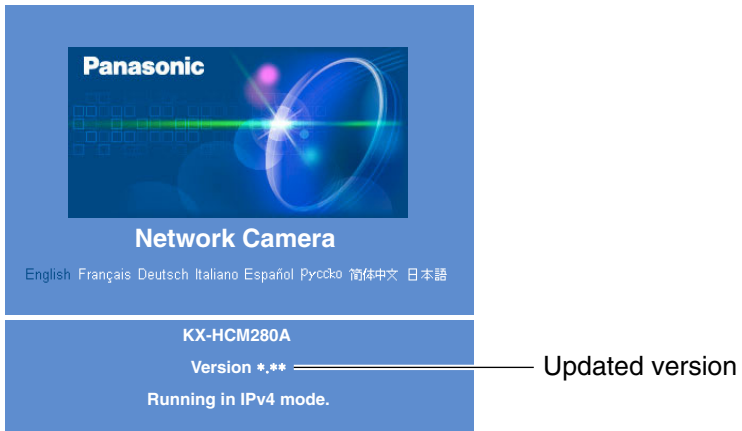 Panasonic
Network Camera
English Français Deutsch Italiano Español Русско 简体中文 日本語
KX-HCM280A
Version *.**
Updated version
Running in IPv4 mode.